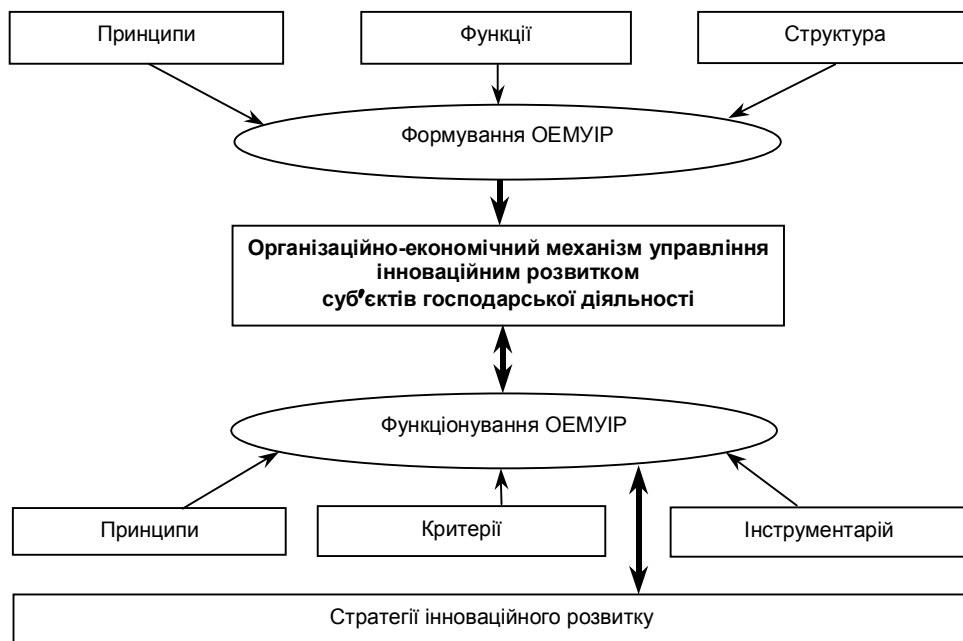 Принципи
Функції
Структура
Формування ОЕМУІР
Організаційно-економічний механізм управління
інноваційним розвитком
суб'єктів господарської діяльності
Функціонування ОЕМУІР
Принципи
Критерії
Інструментарій
Стратегії інноваційного розвитку